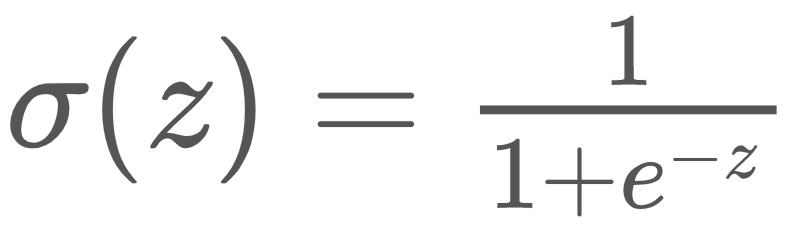 σ(z) = 1 / (1+e^{-z})